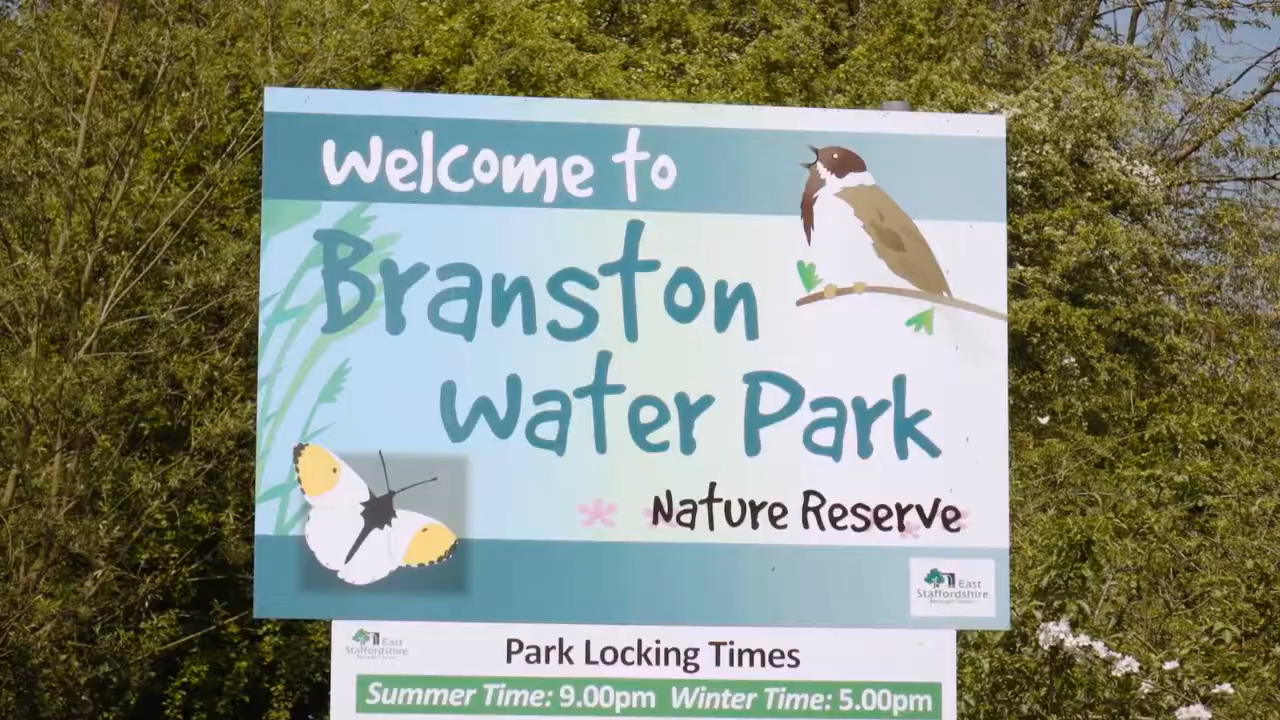 Welcome to
Branston
Water Park
Nature Reserve
East
Staffordshire
Borough Council
East
Staffordshire
Park Locking Times
Summer Time: 9.00pm Winter Time: 5.00pm